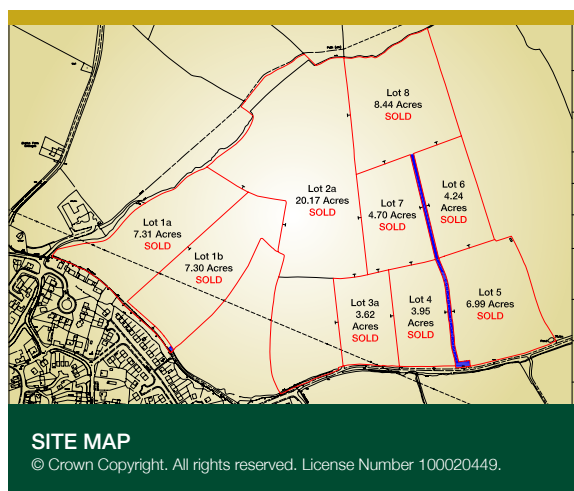 Lot 8
8.44 Acres
SOLD
Lot 2a
20.17 Acres
SOLD
Lot 6
4.24
Acres
SOLD
Lot 7
4.70 Acres
SOLD
Lot 1a
7.31 Acres
SOLD
Lot 1b
7.30 Acres
SOLD
Lot 3a
3.62
Acres
SOLD
Lot 4
3.95
Acres
SOLD
Lot 5
6.99 Acres
SOLD
SITE MAP
© Crown Copyright. All rights reserved. License Number 100020449.